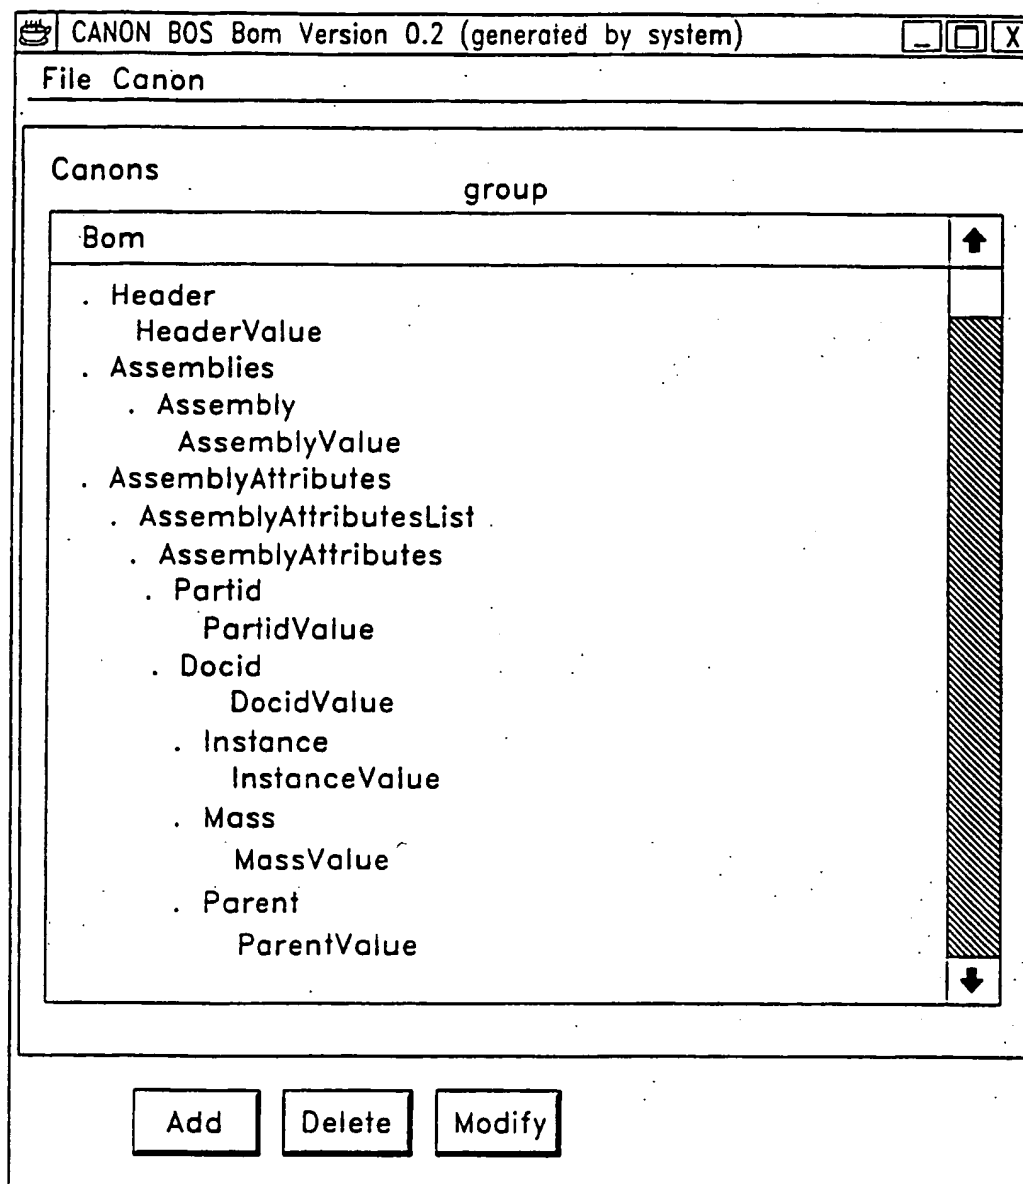 CANON BOS Bom Version 0.2 (generated by system) _ X
File Canon
Canons
group
Bom
. Header
HeaderValue
. Assemblies
. Assembly
AssemblyValue
. AssemblyAttributes
. AssemblyAttributesList
. AssemblyAttributes
. Partid
PartidValue
. Docid
DocidValue
. Instance
InstanceValue
. Mass
MassValue
. Parent
ParentValue
Add Delete Modify